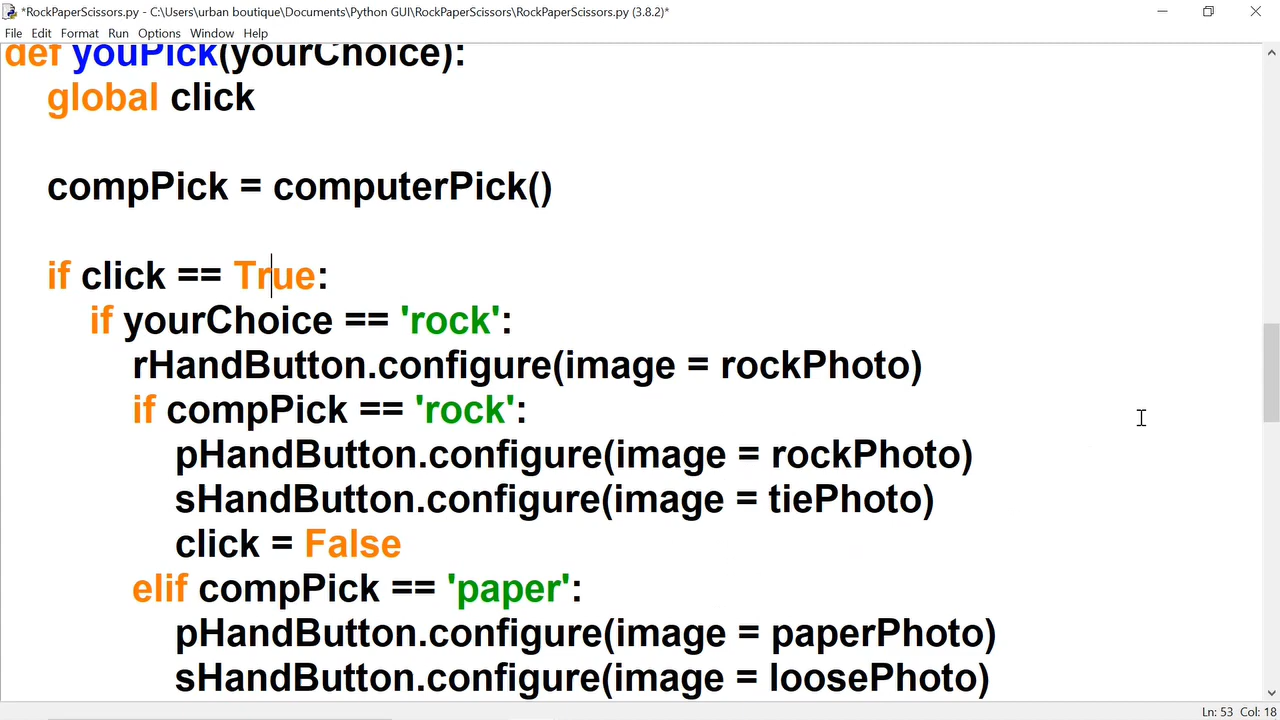 *RockPaperScissors.py - C:\Users\urban boutique\Documents\Python GUI\RockPaperScissors\RockPaperScissors.py (3.8.2)*
File Edit Format Run Options Window Help
def youPick(yourChoice):
    global click
    compPick = computerPick()
    if click == True:
        if yourChoice == 'rock':
            rHandButton.configure(image = rockPhoto)
            if compPick == 'rock':
                pHandButton.configure(image = rockPhoto)
                sHandButton.configure(image = tiePhoto)
                click = False
            elif compPick == 'paper':
                pHandButton.configure(image = paperPhoto)
                sHandButton.configure(image = loosePhoto)
Ln: 53 Col: 18